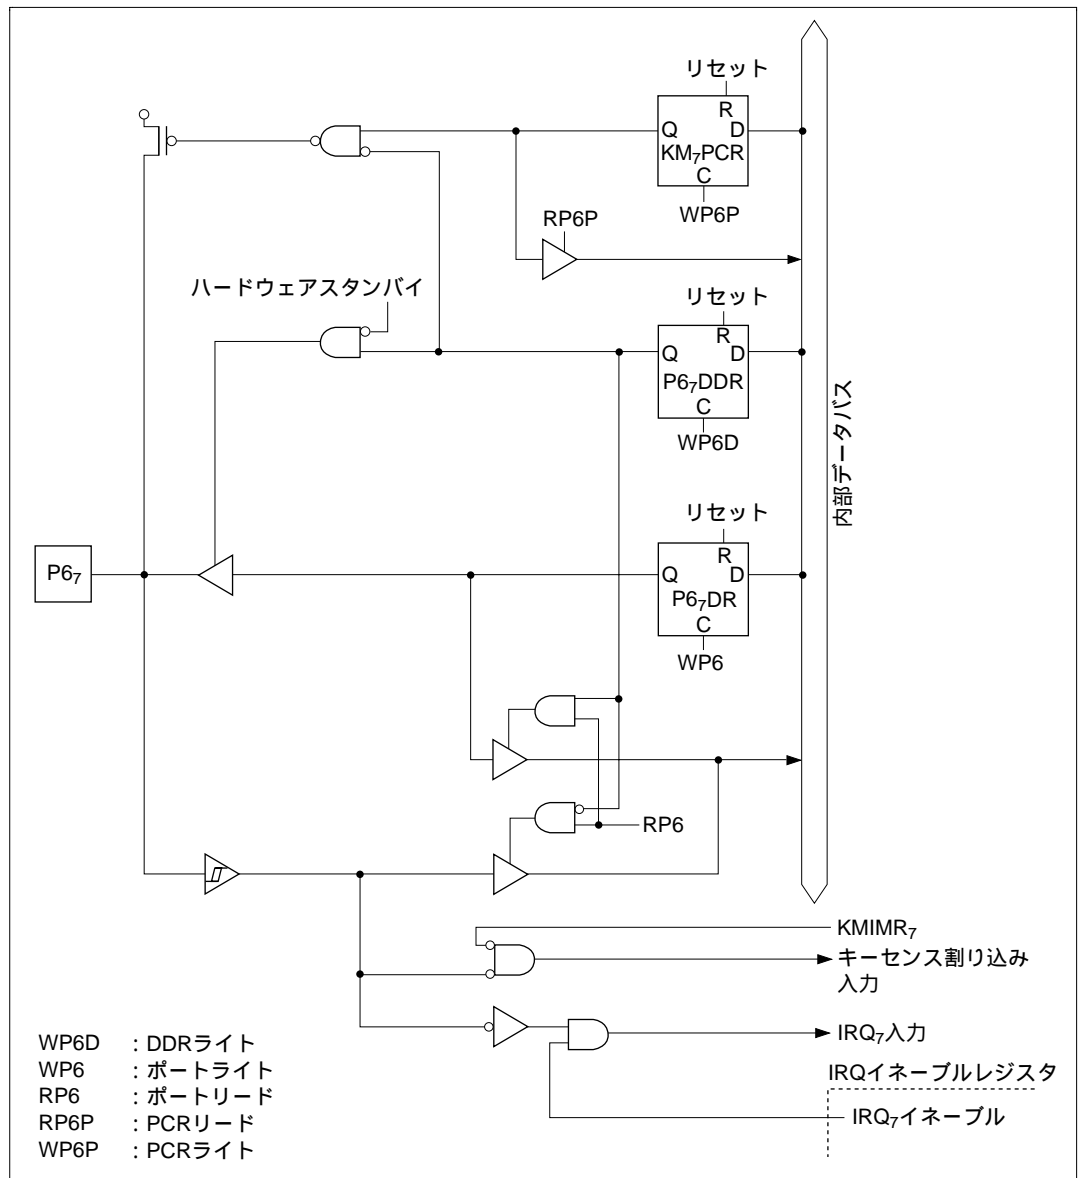 リセット
R
Q D
KM₇PCR
C
WP6P
RP6P
ハードウェアスタンバイ
リセット
R
Q D
P6₇DDR
C
WP6D
内部データバス
リセット
R
Q D
P6₇DR
C
WP6
P6₇
RP6
KMIMR₇
キーセンス割り込み
入力
IRQ₇入力
IRQイネーブルレジスタ
IRQ₇イネーブル
WP6D :DDRライト
WP6 :ポートライト
RP6 :ポートリード
RP6P :PCRリード
WP6P :PCRライト